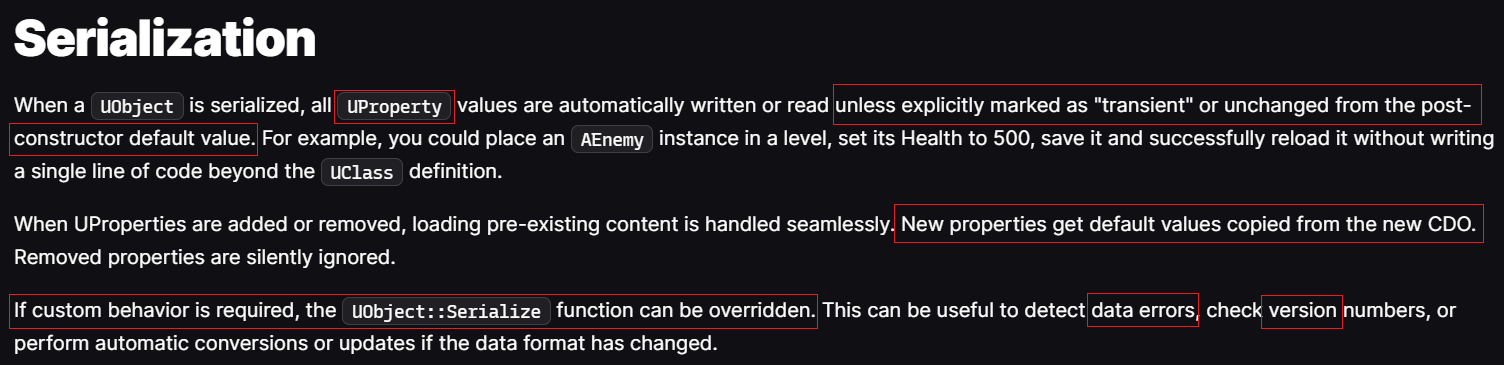 Serialization
When a UObject is serialized, all UProperty values are automatically written or read unless explicitly marked as "transient" or unchanged from the post-
constructor default value. For example, you could place an AEnemy instance in a level, set its Health to 500, save it and successfully reload it without writing
a single line of code beyond the UClass definition.
When UProperties are added or removed, loading pre-existing content is handled seamlessly. New properties get default values copied from the new CDO.
Removed properties are silently ignored.
If custom behavior is required, the UObject::Serialize function can be overridden. This can be useful to detect data errors, check version numbers, or
perform automatic conversions or updates if the data format has changed.